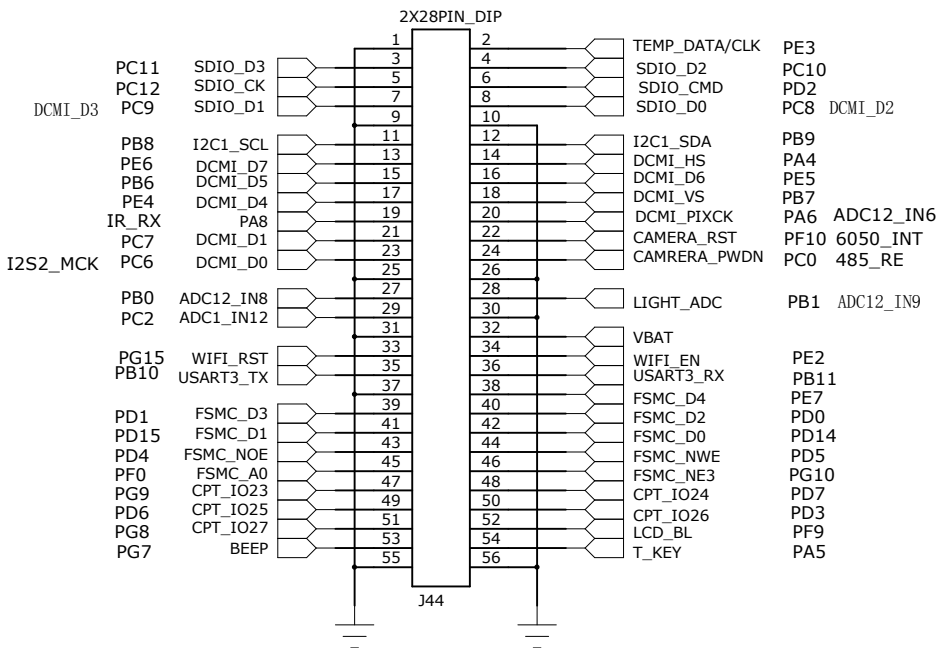 2X28PIN_DIP
1 2 TEMP_DATA/CLK PE3
PC11 SDIO_D3 3 4 SDIO_D2 PC10
PC12 SDIO_CK 5 6 SDIO_CMD PD2
DCMI_D3 PC9 SDIO_D1 7 8 SDIO_D0 PC8 DCMI_D2
9 10
PB8 I2C1_SCL 11 12 I2C1_SDA PB9
PE6 DCMI_D7 13 14 DCMI_HS PA4
PB6 DCMI_D5 15 16 DCMI_D6 PE5
PE4 DCMI_D4 17 18 DCMI_VS PB7
IR_RX PA8 19 20 DCMI_PIXCK PA6 ADC12_IN6
PC7 DCMI_D1 21 22 CAMERA_RST PF10 6050_INT
I2S2_MCK PC6 DCMI_D0 23 24 CAMRERA_PWDN PC0 485_RE
25 26
PB0 ADC12_IN8 27 28 LIGHT_ADC PB1 ADC12_IN9
PC2 ADC1_IN12 29 30
31 32 VBAT
PG15 WIFI_RST 33 34 WIFI_EN PE2
PB10 USART3_TX 35 36 USART3_RX PB11
37 38 FSMC_D4 PE7
PD1 FSMC_D3 39 40 FSMC_D2 PD0
PD15 FSMC_D1 41 42 FSMC_D0 PD14
PD4 FSMC_NOE 43 44 FSMC_NWE PD5
PF0 FSMC_A0 45 46 FSMC_NE3 PG10
PG9 CPT_IO23 47 48 CPT_IO24 PD7
PD6 CPT_IO25 49 50 CPT_IO26 PD3
PG8 CPT_IO27 51 52 LCD_BL PF9
PG7 BEEP 53 54 T_KEY PA5
55 56
J44